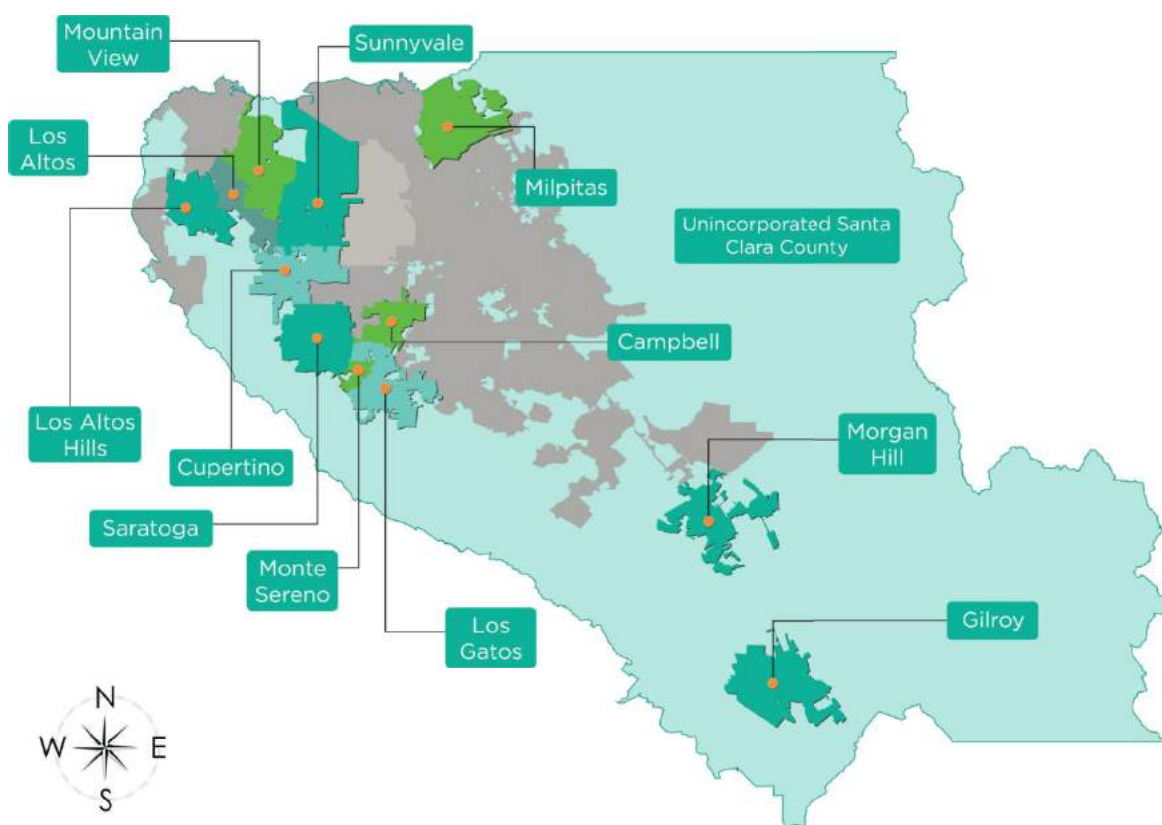 Mountain
View
Sunnyvale
Los
Altos
Milpitas
Unincorporated Santa
Clara County
Campbell
Los Altos
Hills
Cupertino
Morgan
Hill
Saratoga
Monte
Sereno
Los
Gatos
Gilroy
N
W
E
S